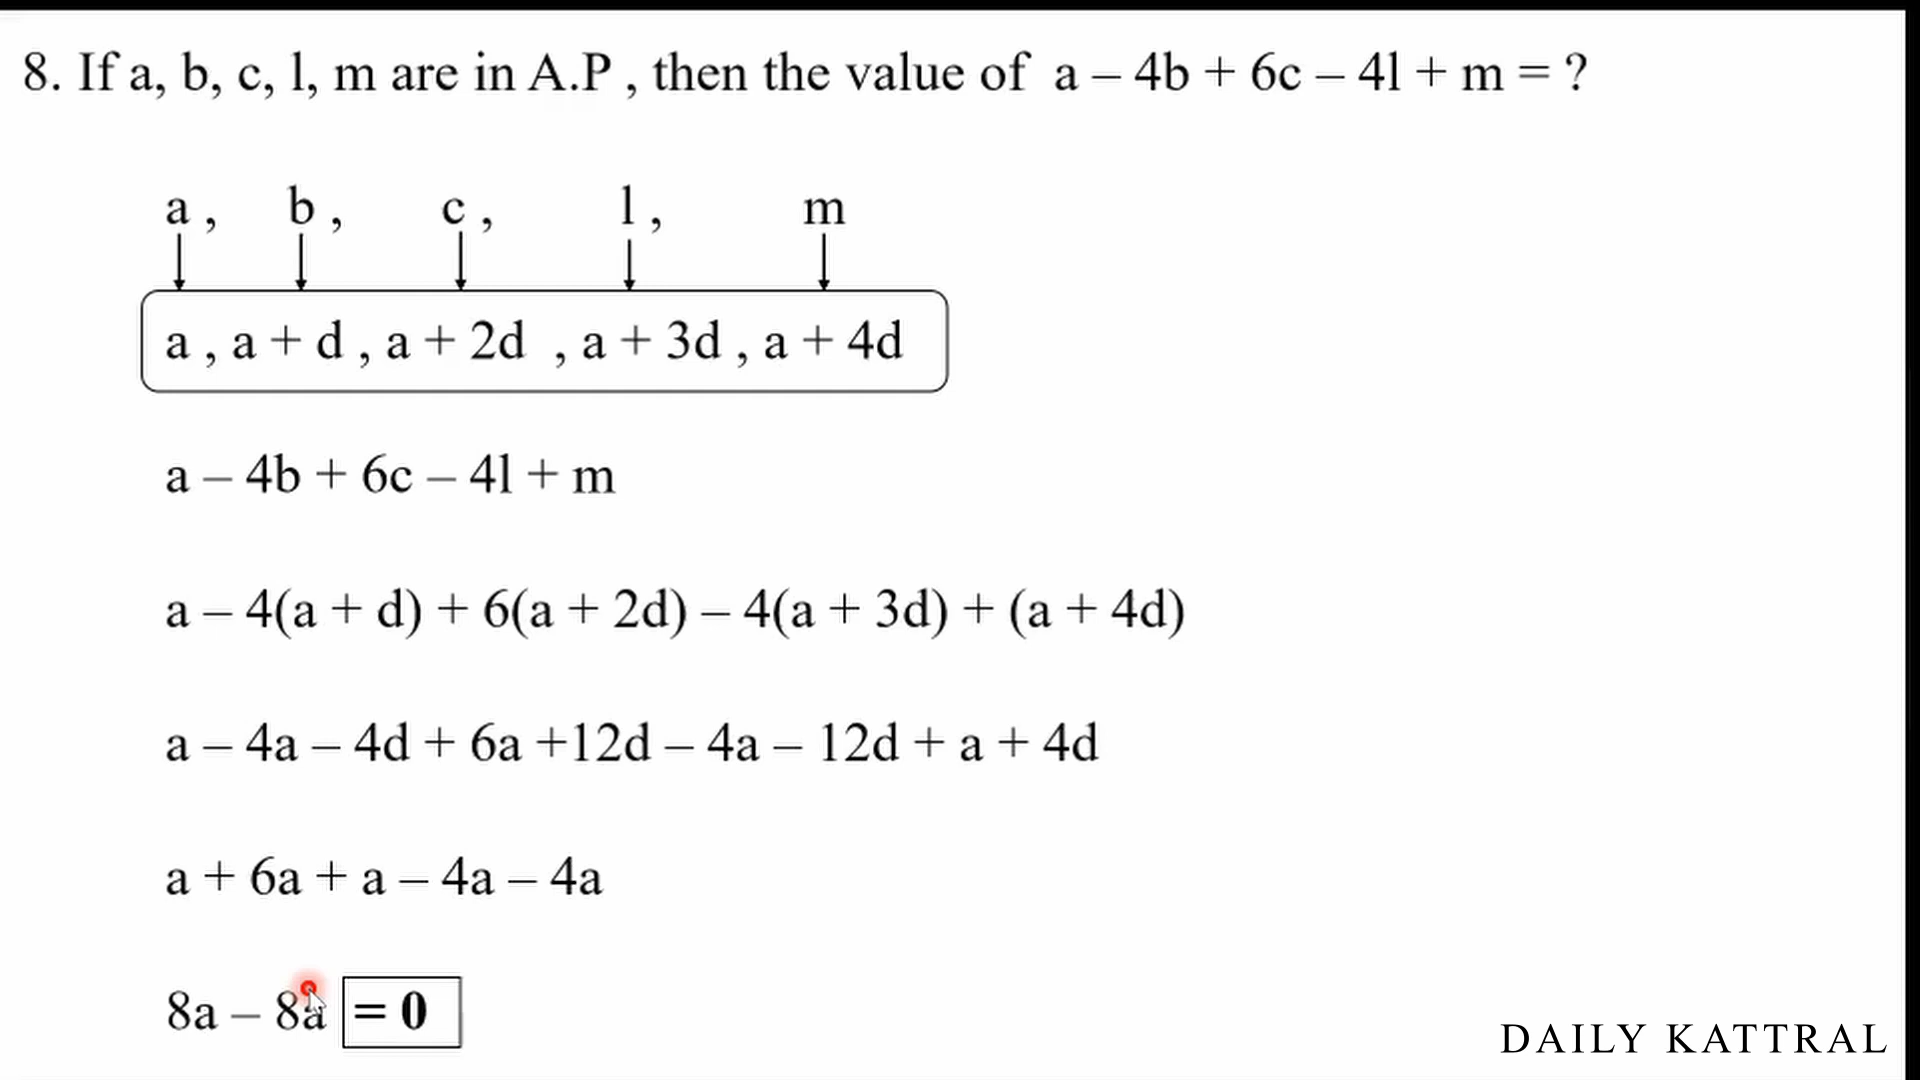 8. If a, b, c, l, m are in A.P , then the value of a – 4b + 6c – 4l + m = ?
a , b , c , l , m
a , a + d , a + 2d , a + 3d , a + 4d
a – 4b + 6c – 4l + m
a – 4(a + d) + 6(a + 2d) – 4(a + 3d) + (a + 4d)
a – 4a – 4d + 6a +12d – 4a – 12d + a + 4d
a + 6a + a – 4a – 4a
8a – 8a = 0
DAILY KATTRAL